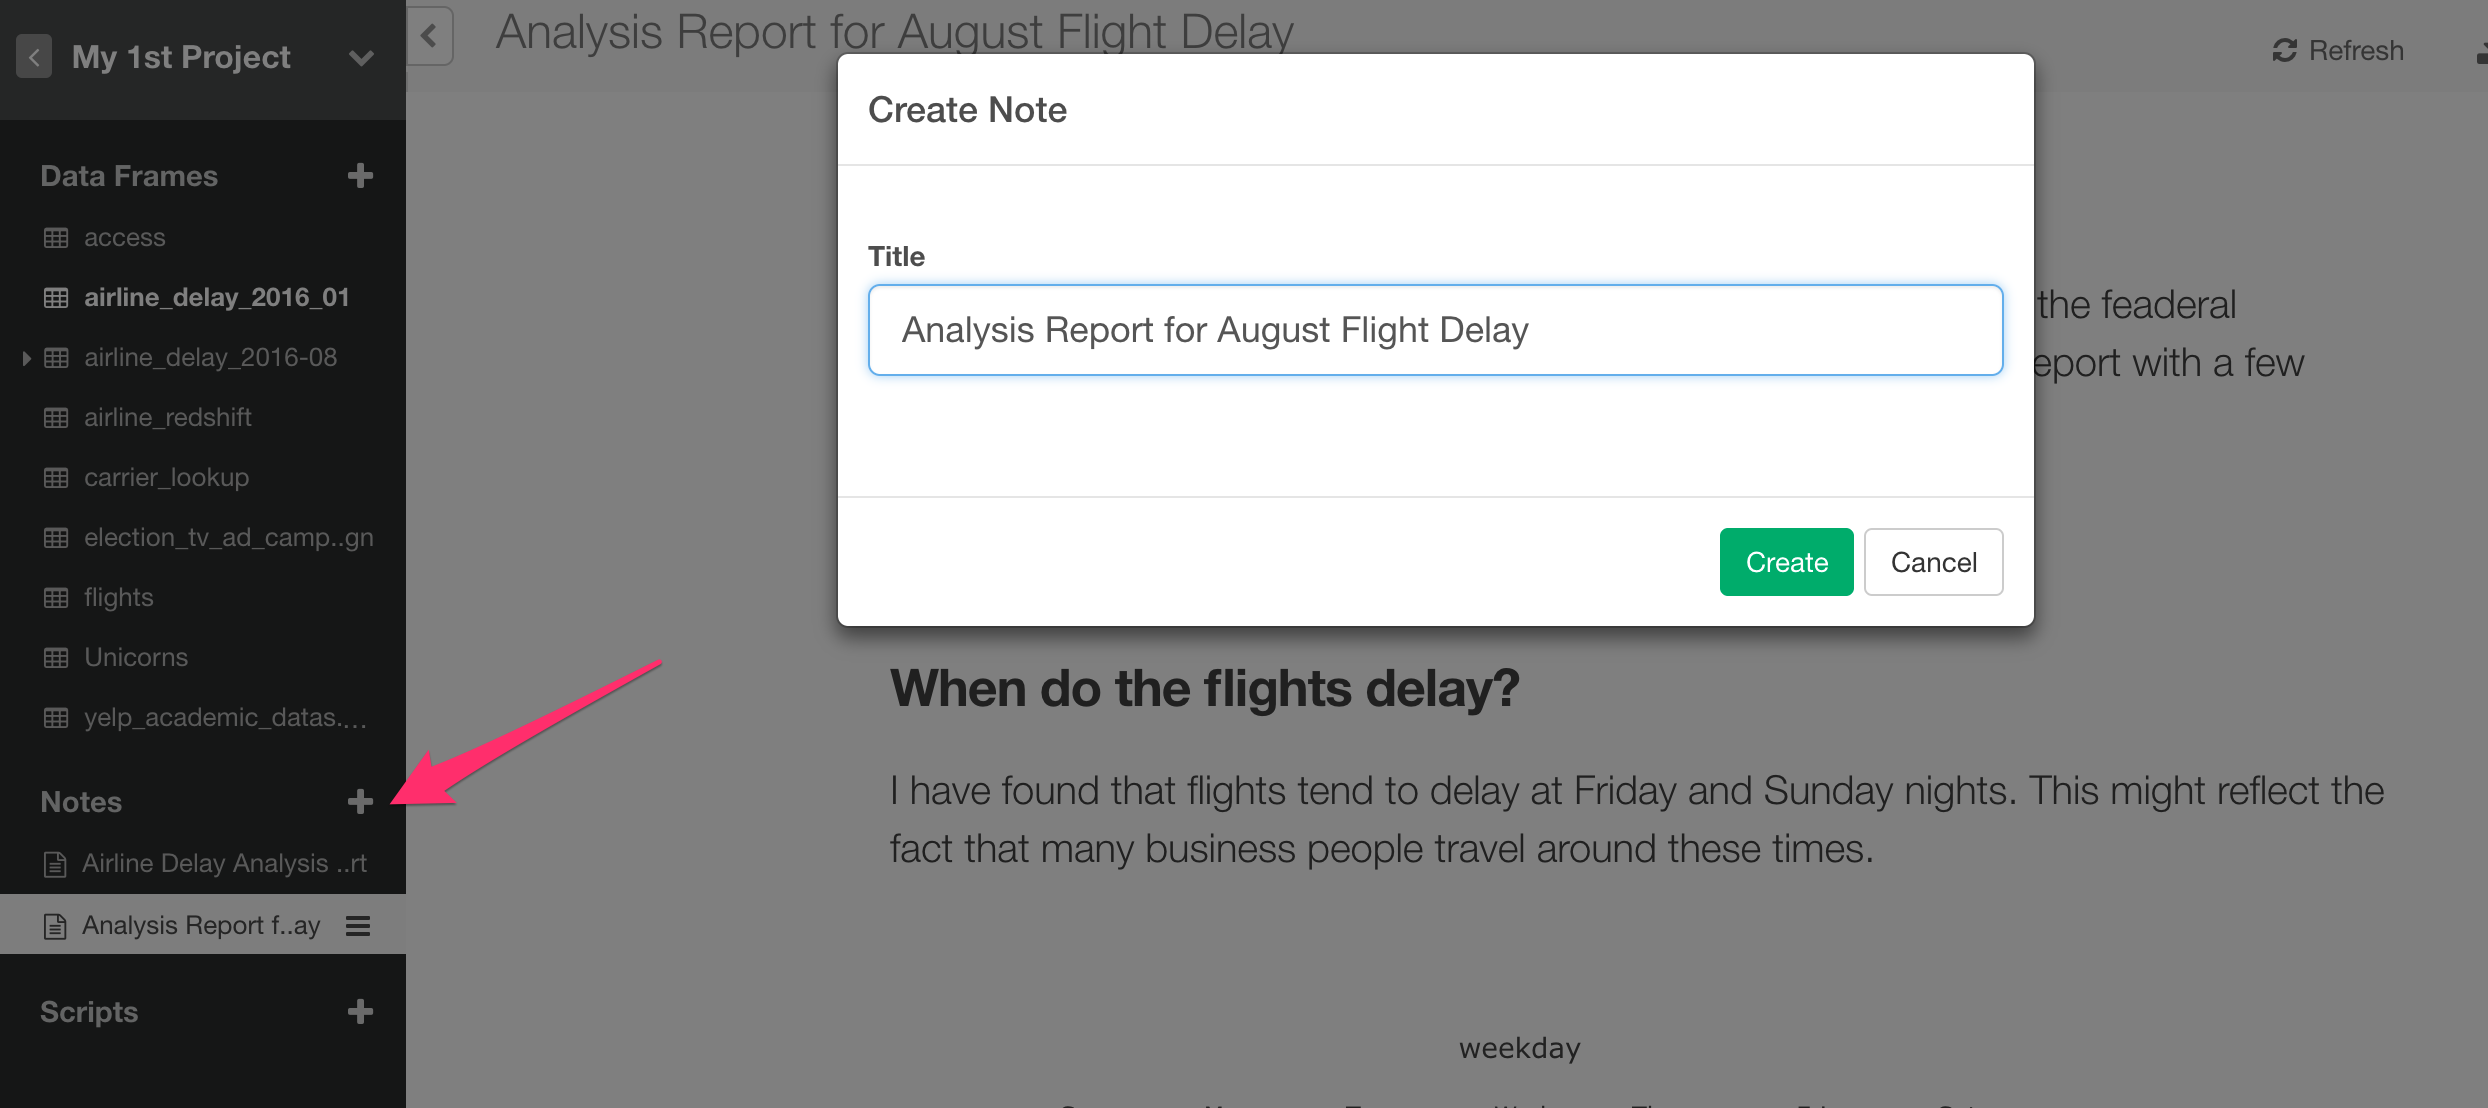 My 1st Project
Data Frames
access
airline_delay_2016_01
airline_delay_2016-08
airline_redshift
carrier_lookup
election_tv_ad_camp..gn
flights
Unicorns
yelp_academic_datas....
Notes
Airline Delay Analysis ..rt
Analysis Report f..ay
Scripts
Analysis Report for August Flight Delay
Refresh
Create Note
Title
Analysis Report for August Flight Delay
Create
Cancel
the feaderal
eport with a few
When do the flights delay?
I have found that flights tend to delay at Friday and Sunday nights. This might reflect the
fact that many business people travel around these times.
weekday